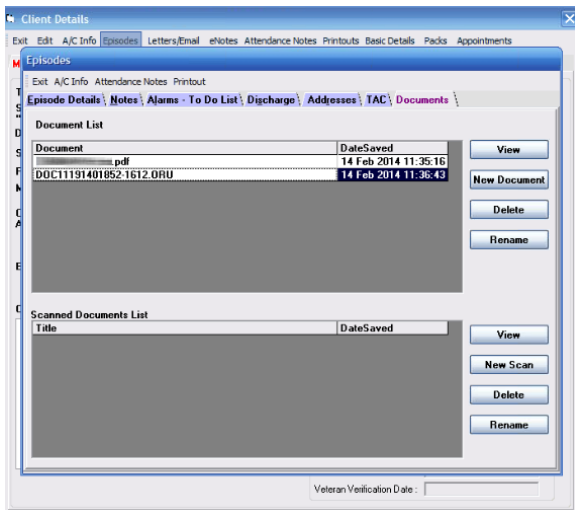 Client Details
Exit Edit A/C Info Episodes Letters/Email eNotes Attendance Notes Printouts Basic Details Packs Appointments
Episodes
Exit A/C Info Attendance Notes Printout
Episode Details Notes Alarms - To Do List Discharge Addresses TAC Documents
Document List
Document DateSaved
.pdf 14 Feb 2014 11:35:16
DOC11191401852-1612.ORU 14 Feb 2014 11:36:43
View
New Document
Delete
Rename
Scanned Documents List
Title DateSaved
View
New Scan
Delete
Rename
Veteran Verification Date :